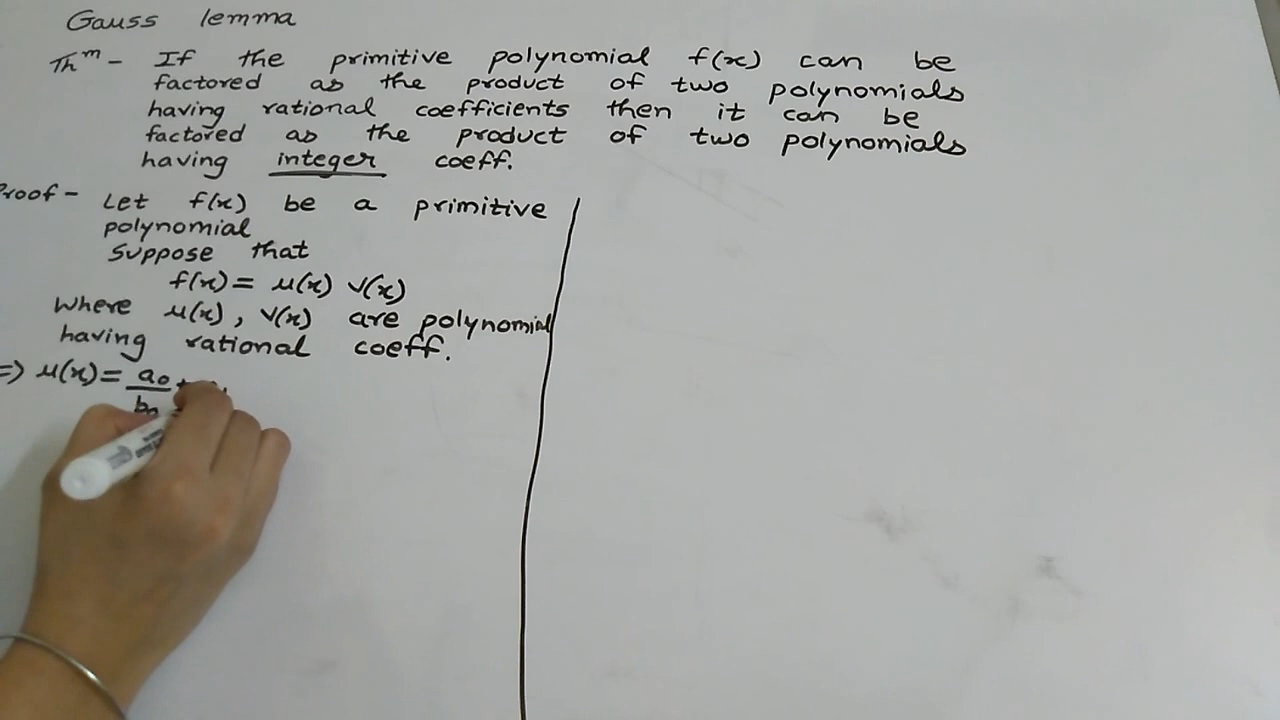 Gauss lemma
Thᵐ - If the primitive polynomial f(x) can be
factored as the product of two polynomials
having rational coefficients then it can be
factored as the product of two polynomials
having integer coeff.
Proof - Let f(x) be a primitive
polynomial
Suppose that
f(x) = u(x) v(x)
Where u(x), v(x) are polynomial
having rational coeff.
=> u(x) = a₀/b₀ +